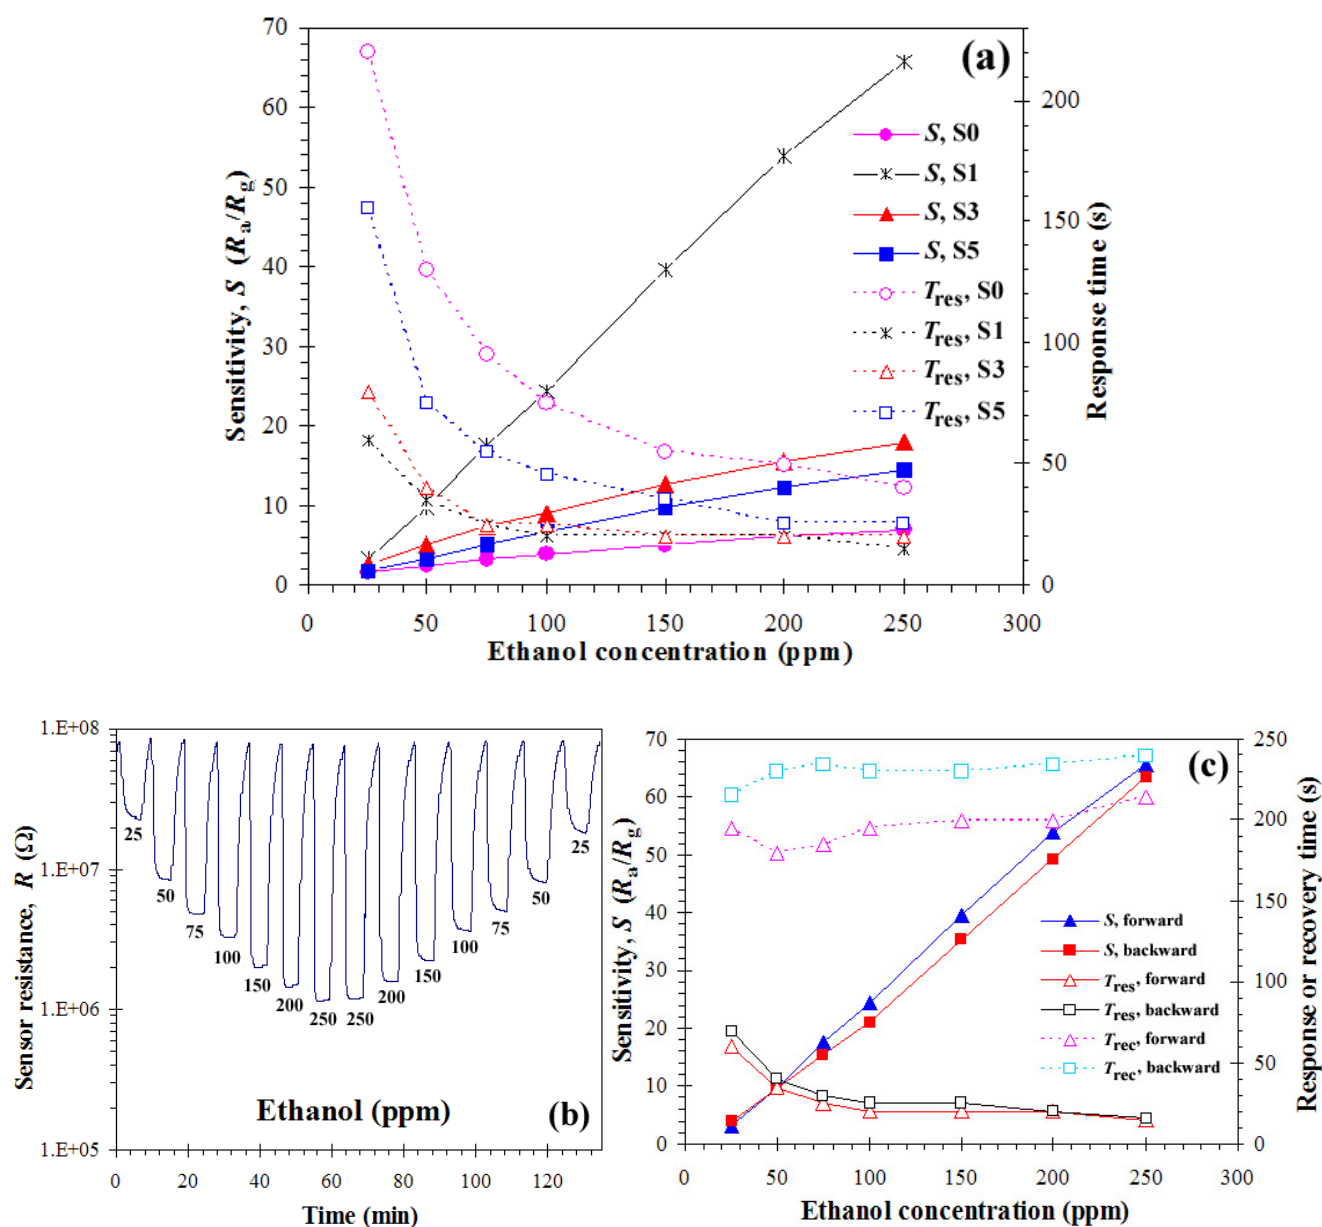 (a)
70
60
50
40
30
20
10
0
Sensitivity, S (Ra/Rg)
200
150
100
50
0
Response time (s)
S, S0
S, S1
S, S3
S, S5
Tres, S0
Tres, S1
Tres, S3
Tres, S5
0 50 100 150 200 250 300
Ethanol concentration (ppm)
1.E+08
1.E+07
1.E+06
1.E+05
Sensor resistance, R (Ω)
25
50
75
100
150
200
250
250
200
150
100
75
50
25
Ethanol (ppm)
(b)
0 20 40 60 80 100 120
Time (min)
(c)
70
60
50
40
30
20
10
0
Sensitivity, S (Ra/Rg)
250
200
150
100
50
0
Response or recovery time (s)
S, forward
S, backward
Tres, forward
Tres, backward
Trec, forward
Trec, backward
0 50 100 150 200 250 300
Ethanol concentration (ppm)